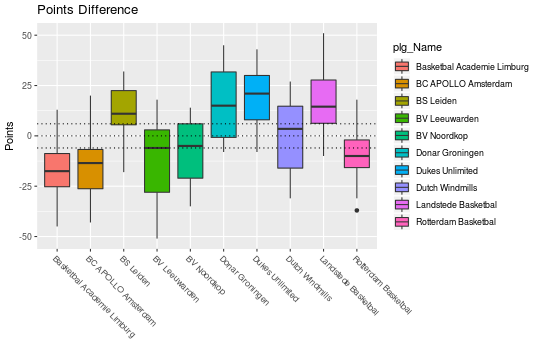 Points Difference
Points
50
25
0
-25
-50
Basketbal Academie Limburg
BC APOLLO Amsterdam
BS Leiden
BV Leeuwarden
BV Noordkop
Donar Groningen
Dukes Unlimited
Dutch Windmills
Landstede Basketbal
Rotterdam Basketbal
plg_Name
Basketbal Academie Limburg
BC APOLLO Amsterdam
BS Leiden
BV Leeuwarden
BV Noordkop
Donar Groningen
Dukes Unlimited
Dutch Windmills
Landstede Basketbal
Rotterdam Basketbal